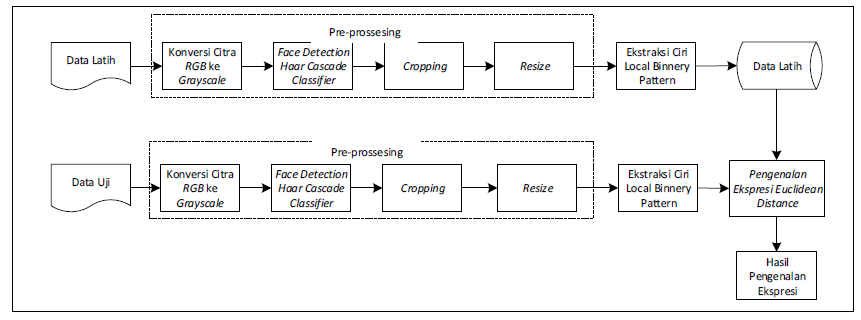 Pre-prossesing
Data Latih
Konversi Citra
RGB ke
Grayscale
Face Detection
Haar Cascade
Classifier
Cropping
Resize
Ekstraksi Ciri
Local Binnery
Pattern
Data Latih
Pre-prossesing
Data Uji
Konversi Citra
RGB ke
Grayscale
Face Detection
Haar Cascade
Classifier
Cropping
Resize
Ekstraksi Ciri
Local Binnery
Pattern
Pengenalan
Ekspresi Euclidean
Distance
Hasil
Pengenalan
Ekspresi